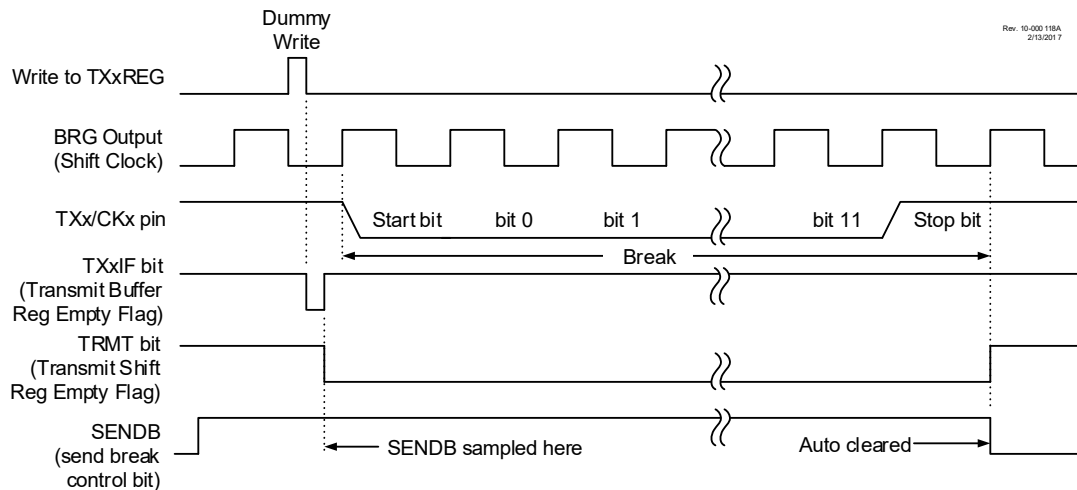 Dummy
Write
Rev. 10-000 118A
2/13/201 7
Write to TXxREG
BRG Output
(Shift Clock)
TXx/CKx pin
Start bit
bit 0
bit 1
bit 11
Stop bit
Break
TXxIF bit
(Transmit Buffer
Reg Empty Flag)
TRMT bit
(Transmit Shift
Reg Empty Flag)
SENDB
(send break
control bit)
SENDB sampled here
Auto cleared